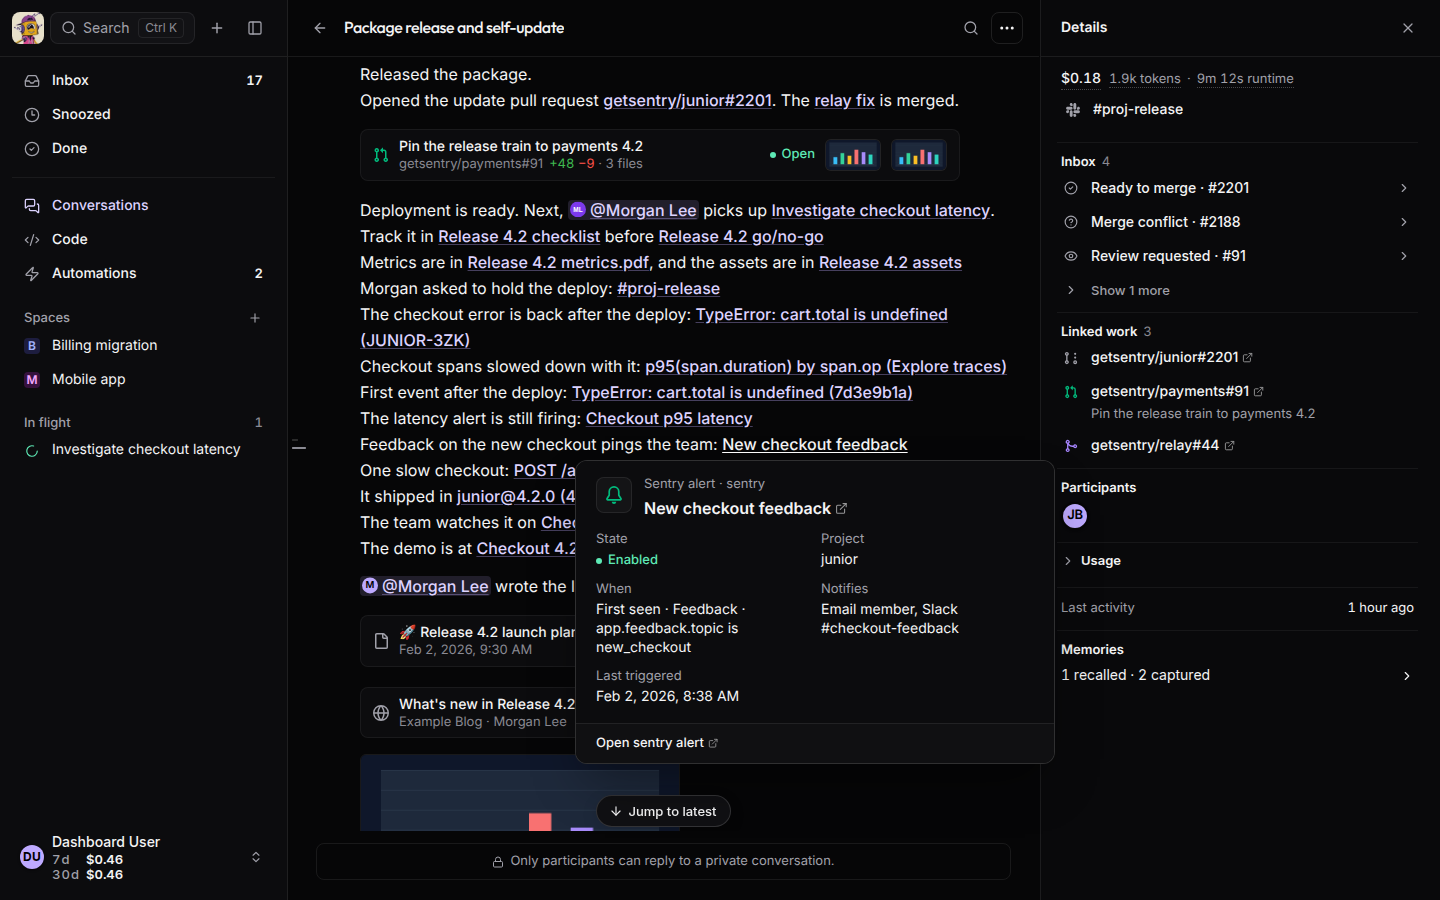 Search Ctrl K
Inbox 17
Snoozed
Done
Conversations
Code
Automations 2
Spaces
B Billing migration
M Mobile app
In flight 1
Investigate checkout latency
DU Dashboard User
7d $0.46
30d $0.46
Package release and self-update
Released the package.
Opened the update pull request getsentry/junior#2201. The relay fix is merged.
Pin the release train to payments 4.2
getsentry/payments#91 +48 −9 · 3 files
Open
Deployment is ready. Next, ML @Morgan Lee picks up Investigate checkout latency.
Track it in Release 4.2 checklist before Release 4.2 go/no-go
Metrics are in Release 4.2 metrics.pdf, and the assets are in Release 4.2 assets
Morgan asked to hold the deploy: #proj-release
The checkout error is back after the deploy: TypeError: cart.total is undefined
(JUNIOR-3ZK)
Checkout spans slowed down with it: p95(span.duration) by span.op (Explore traces)
First event after the deploy: TypeError: cart.total is undefined (7d3e9b1a)
The latency alert is still firing: Checkout p95 latency
Feedback on the new checkout pings the team: New checkout feedback
One slow checkout: POST /a
It shipped in junior@4.2.0 (4
The team watches it on Chec
The demo is at Checkout 4.2
M @Morgan Lee wrote the l
🚀 Release 4.2 launch plan
Feb 2, 2026, 9:30 AM
What's new in Release 4.2
Example Blog · Morgan Lee
Sentry alert · sentry
New checkout feedback
State
Enabled
Project
junior
When
First seen · Feedback ·
app.feedback.topic is
new_checkout
Notifies
Email member, Slack
#checkout-feedback
Last triggered
Feb 2, 2026, 8:38 AM
Open sentry alert
Jump to latest
Only participants can reply to a private conversation.
Details
$0.18 1.9k tokens · 9m 12s runtime
#proj-release
Inbox 4
Ready to merge · #2201
Merge conflict · #2188
Review requested · #91
Show 1 more
Linked work 3
getsentry/junior#2201
getsentry/payments#91
Pin the release train to payments 4.2
getsentry/relay#44
Participants
JB
Usage
Last activity 1 hour ago
Memories
1 recalled · 2 captured